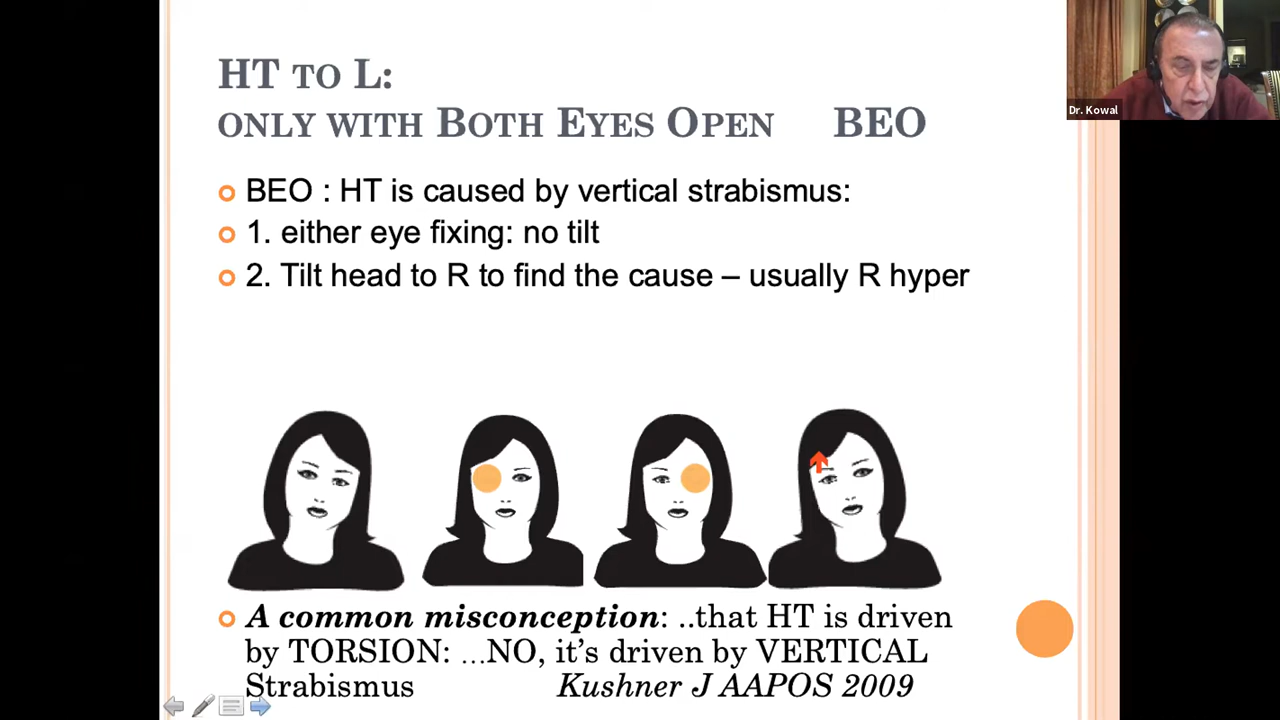 HT TO L:
ONLY WITH BOTH EYES OPEN BEO
BEO : HT is caused by vertical strabismus:
1. either eye fixing: no tilt
2. Tilt head to R to find the cause – usually R hyper
A common misconception: ..that HT is driven
by TORSION: ...NO, it’s driven by VERTICAL
Strabismus Kushner J AAPOS 2009
Dr. Kowal